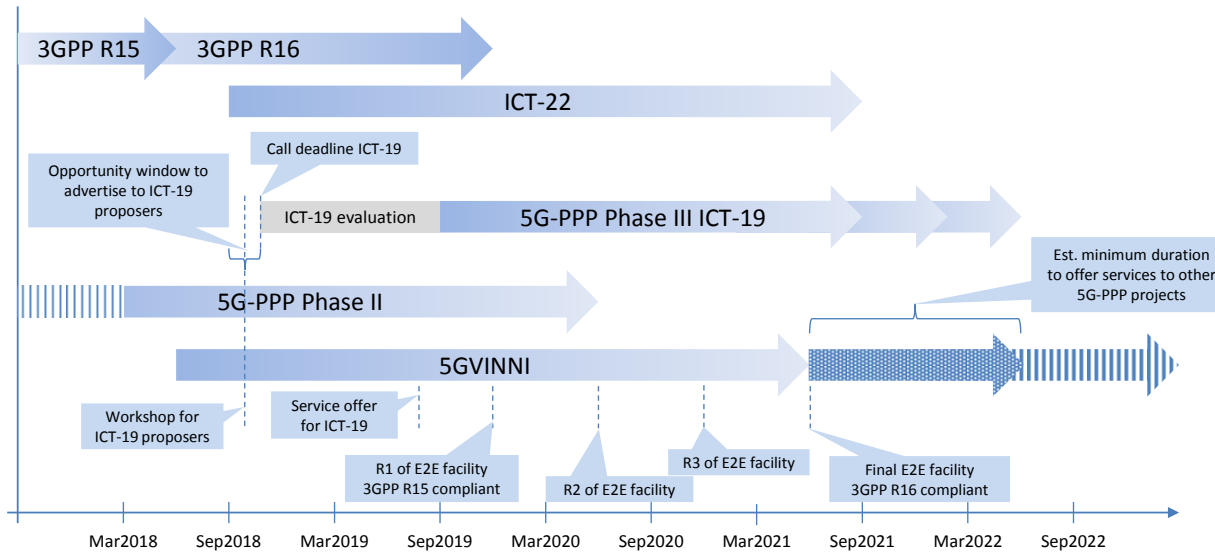 3GPP R15
3GPP R16
ICT-22
Call deadline ICT-19
Opportunity window to
advertise to ICT-19
proposers
ICT-19 evaluation
5G-PPP Phase III ICT-19
Est. minimum duration
to offer services to other
5G-PPP projects
5G-PPP Phase II
5GVINNI
Workshop for
ICT-19 proposers
Service offer
for ICT-19
R1 of E2E facility
3GPP R15 compliant
R2 of E2E facility
R3 of E2E facility
Final E2E facility
3GPP R16 compliant
Mar2018
Sep2018
Mar2019
Sep2019
Mar2020
Sep2020
Mar2021
Sep2021
Mar2022
Sep2022